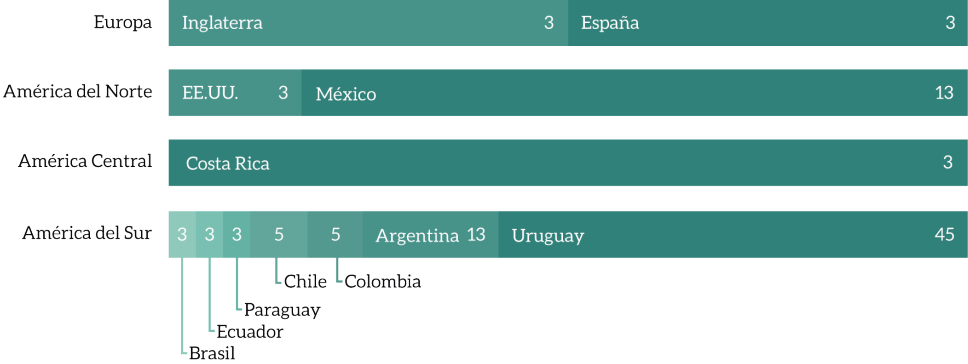 Europa Inglaterra 3 España 3
América del Norte EE.UU. 3 México 13
América Central Costa Rica 3
América del Sur 3 3 3 5 5 Argentina 13 Uruguay 45
Chile Colombia
Paraguay
Ecuador
Brasil